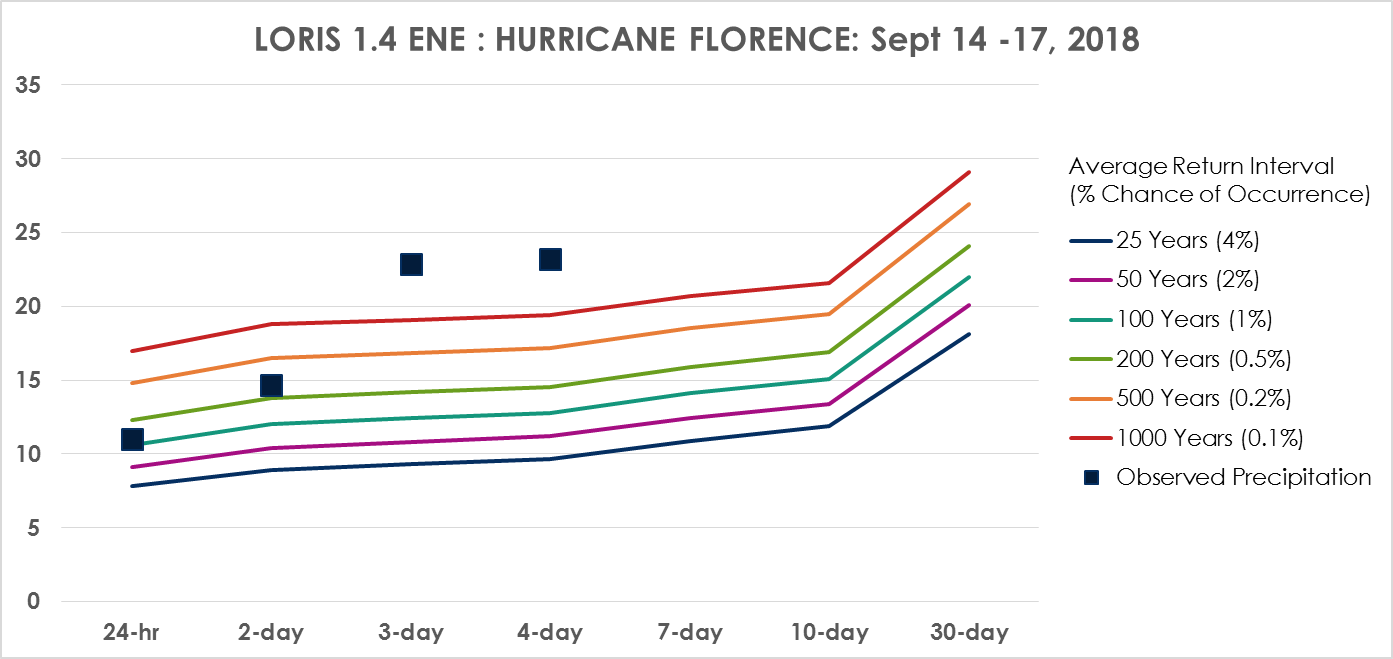 LORIS 1.4 ENE : HURRICANE FLORENCE: Sept 14 -17, 2018
35
30
25
20
15
10
5
0
24-hr 2-day 3-day 4-day 7-day 10-day 30-day
Average Return Interval
(% Chance of Occurrence)
25 Years (4%)
50 Years (2%)
100 Years (1%)
200 Years (0.5%)
500 Years (0.2%)
1000 Years (0.1%)
Observed Precipitation